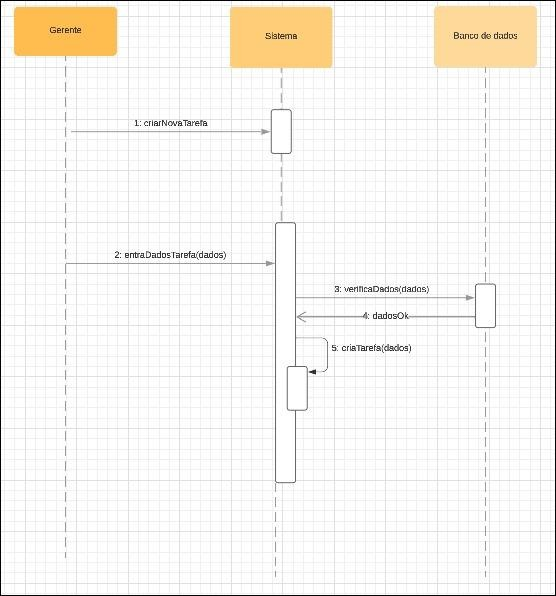 Gerente
Sistema
Banco de dados
1: criarNovaTarefa
2: entraDadosTarefa(dados)
3: verificaDados(dados)
4: dadosOk
5: criaTarefa(dados)